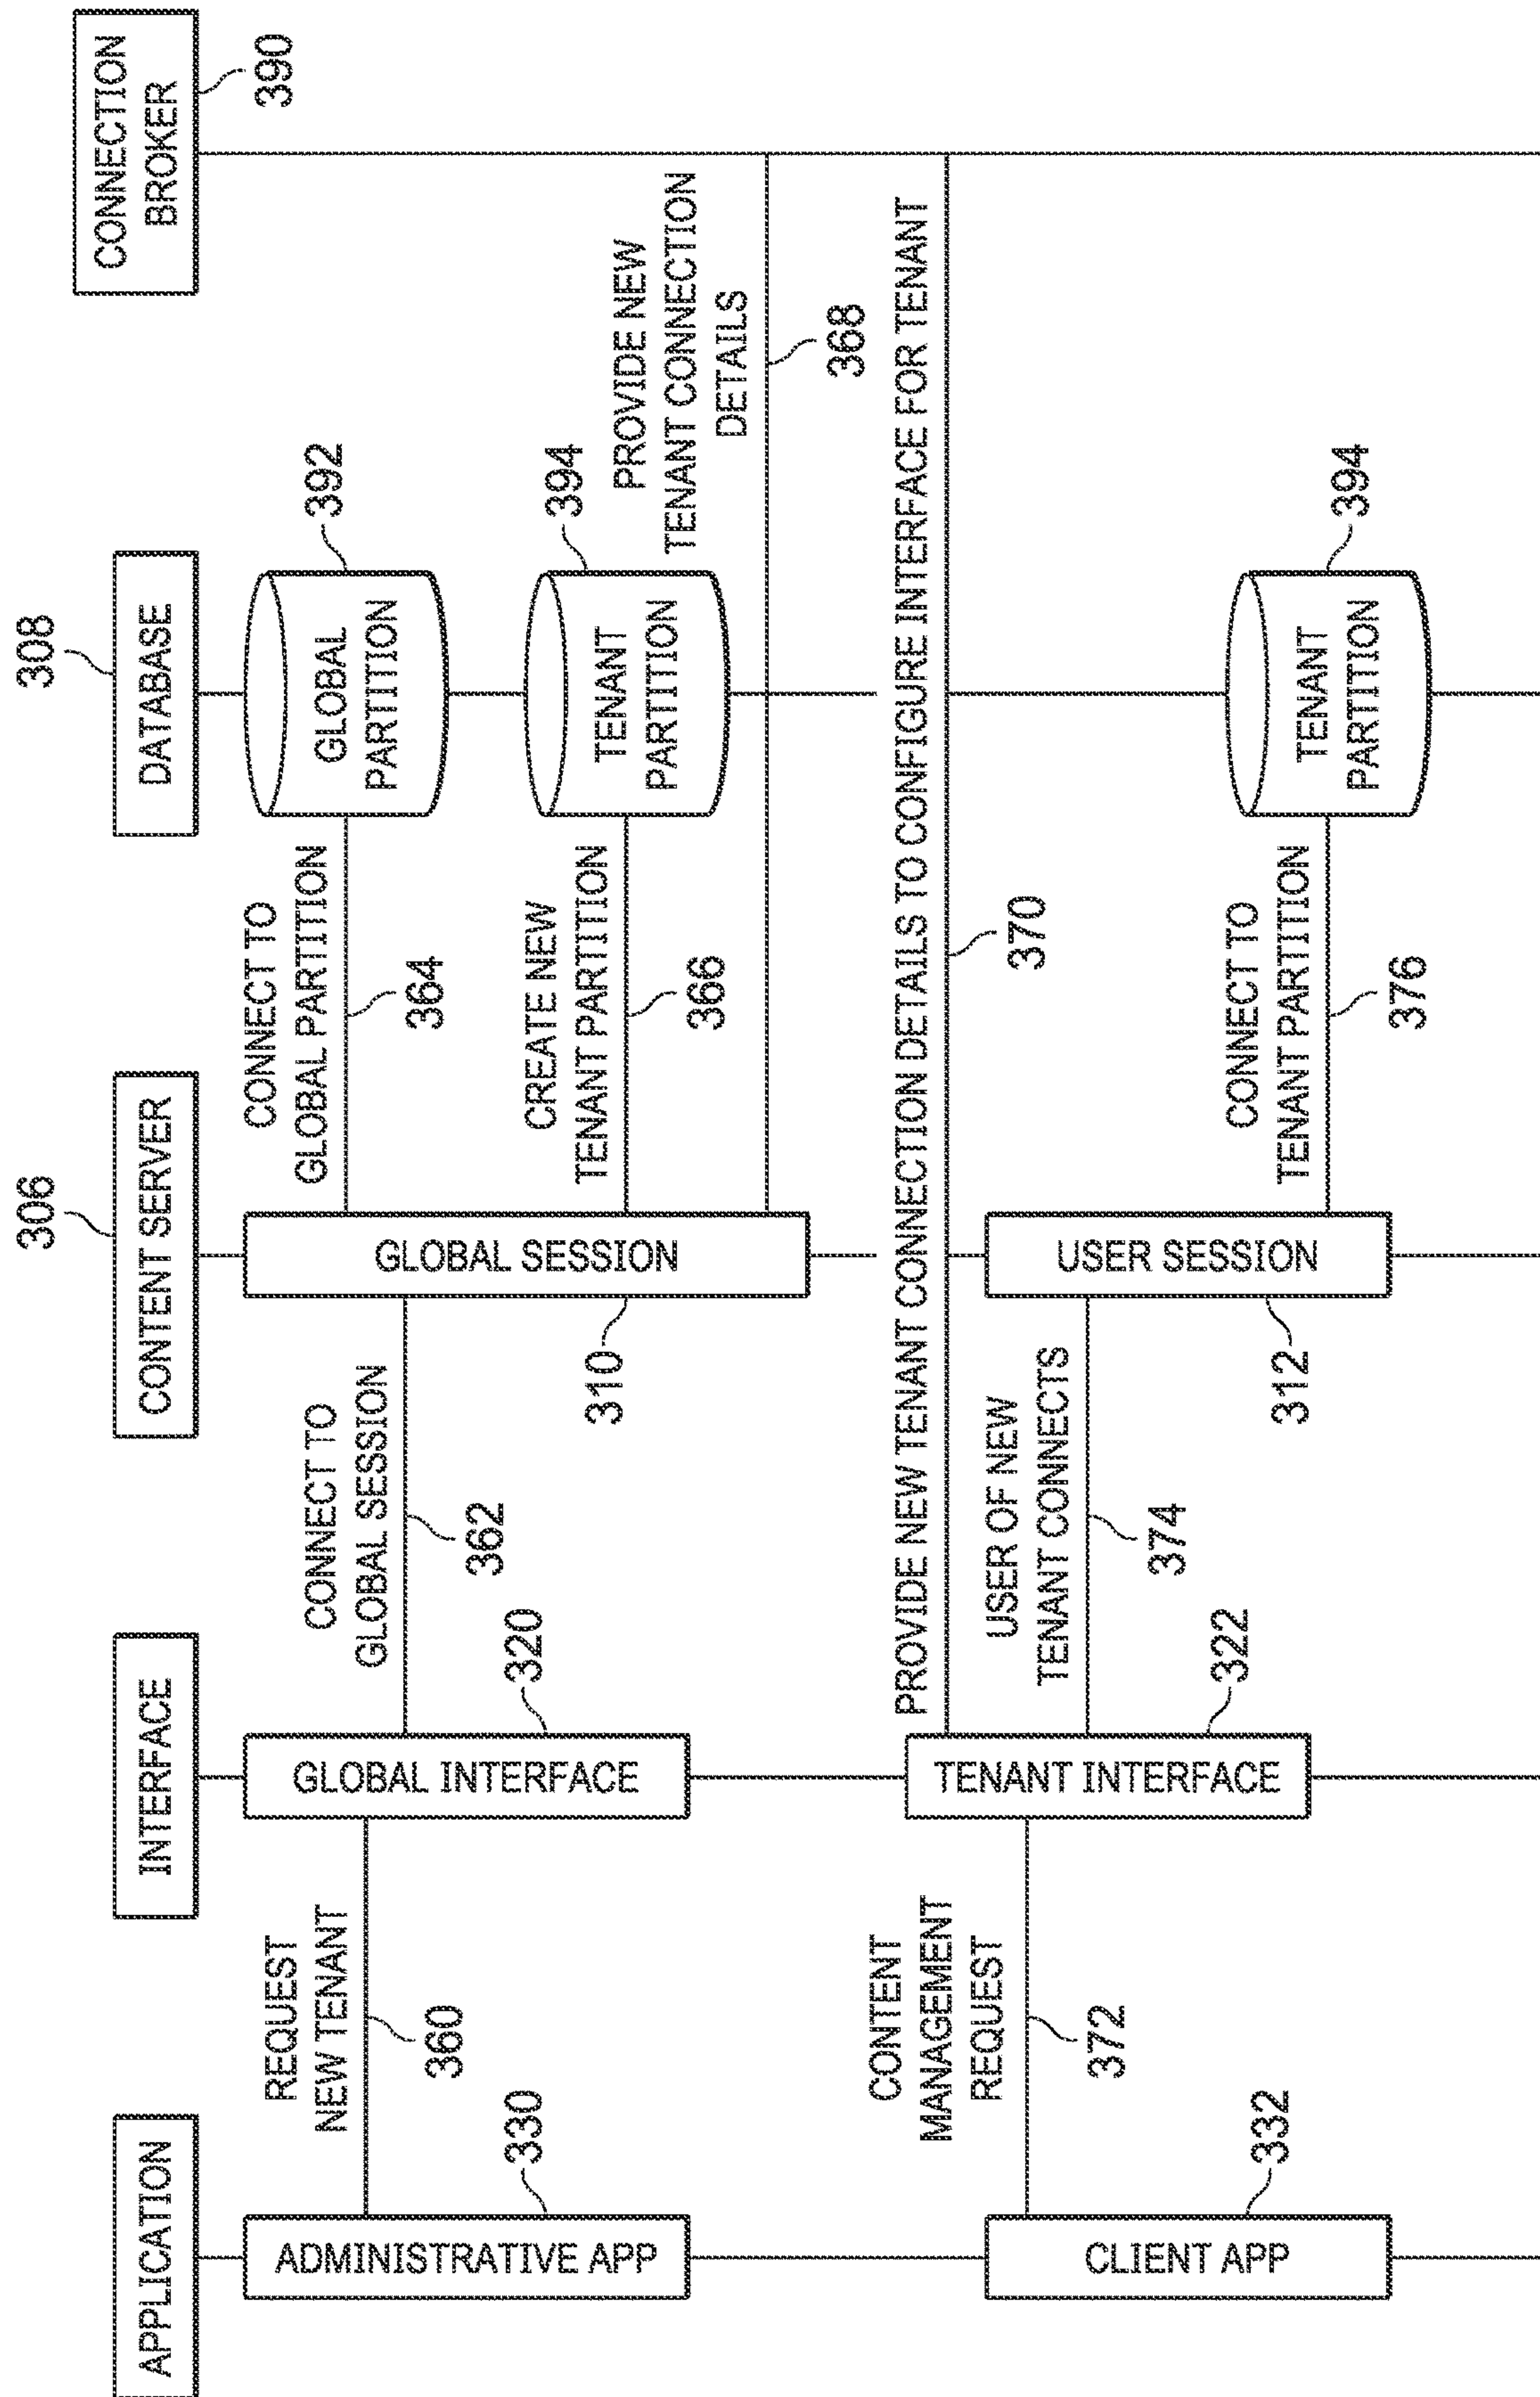 306
308
APPLICATION
INTERFACE
CONTENT SERVER
DATABASE
CONNECTION
BROKER
390
REQUEST
NEW TENANT
360
CONNECT TO
GLOBAL SESSION
362
CONNECT TO
GLOBAL PARTITION
364
GLOBAL
PARTITION
392
ADMINISTRATIVE APP
330
GLOBAL INTERFACE
320
GLOBAL SESSION
310
CREATE NEW
TENANT PARTITION
366
TENANT
PARTITION
394
PROVIDE NEW
TENANT CONNECTION
DETAILS
368
PROVIDE NEW TENANT CONNECTION DETAILS TO CONFIGURE INTERFACE FOR TENANT
370
CONTENT
MANAGEMENT
REQUEST
372
USER OF NEW
TENANT CONNECTS
374
CLIENT APP
332
TENANT INTERFACE
322
USER SESSION
312
CONNECT TO
TENANT PARTITION
376
TENANT
PARTITION
394